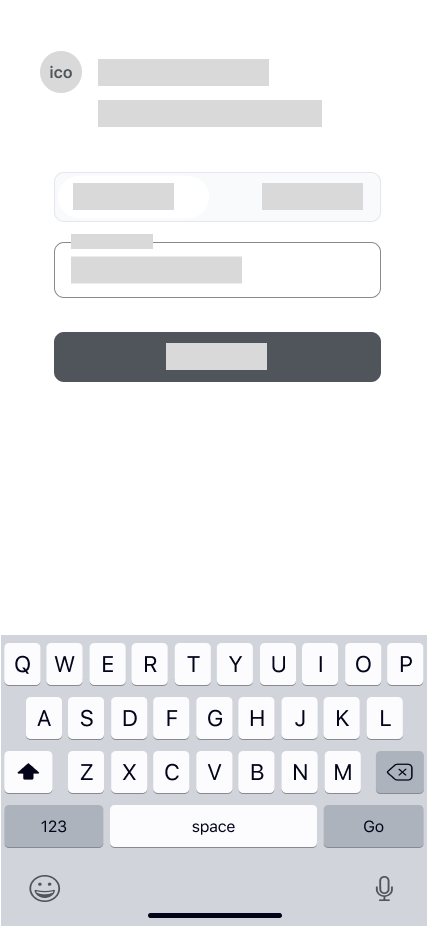 ico
Q W E R T Y U I O P
A S D F G H J K L
Z X C V B N M
123 space Go